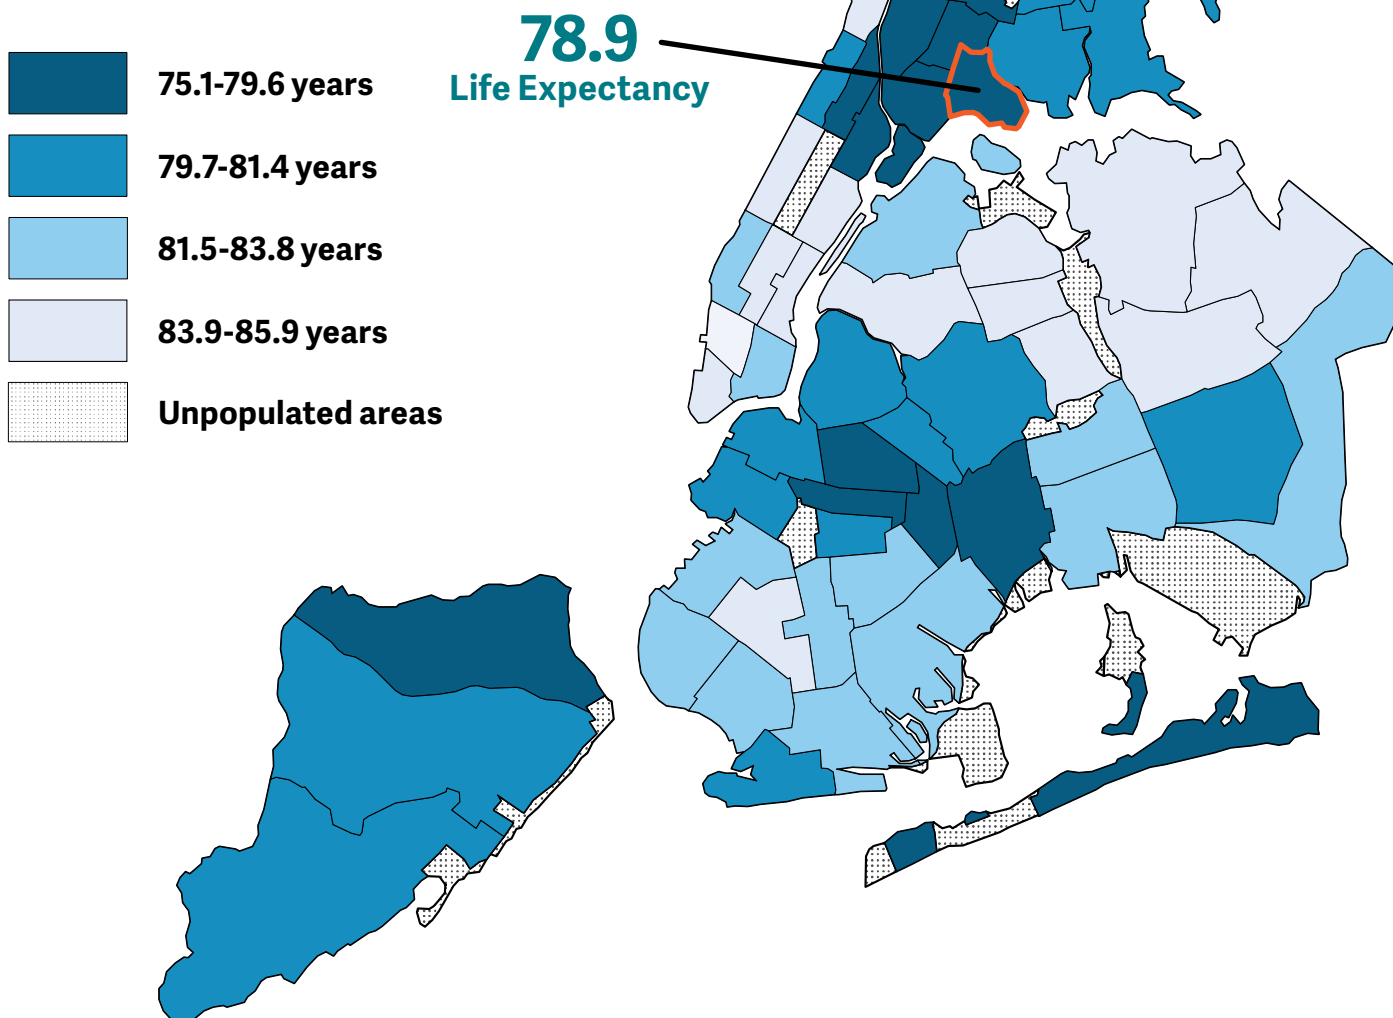 78.9
Life Expectancy
75.1-79.6 years
79.7-81.4 years
81.5-83.8 years
83.9-85.9 years
Unpopulated areas